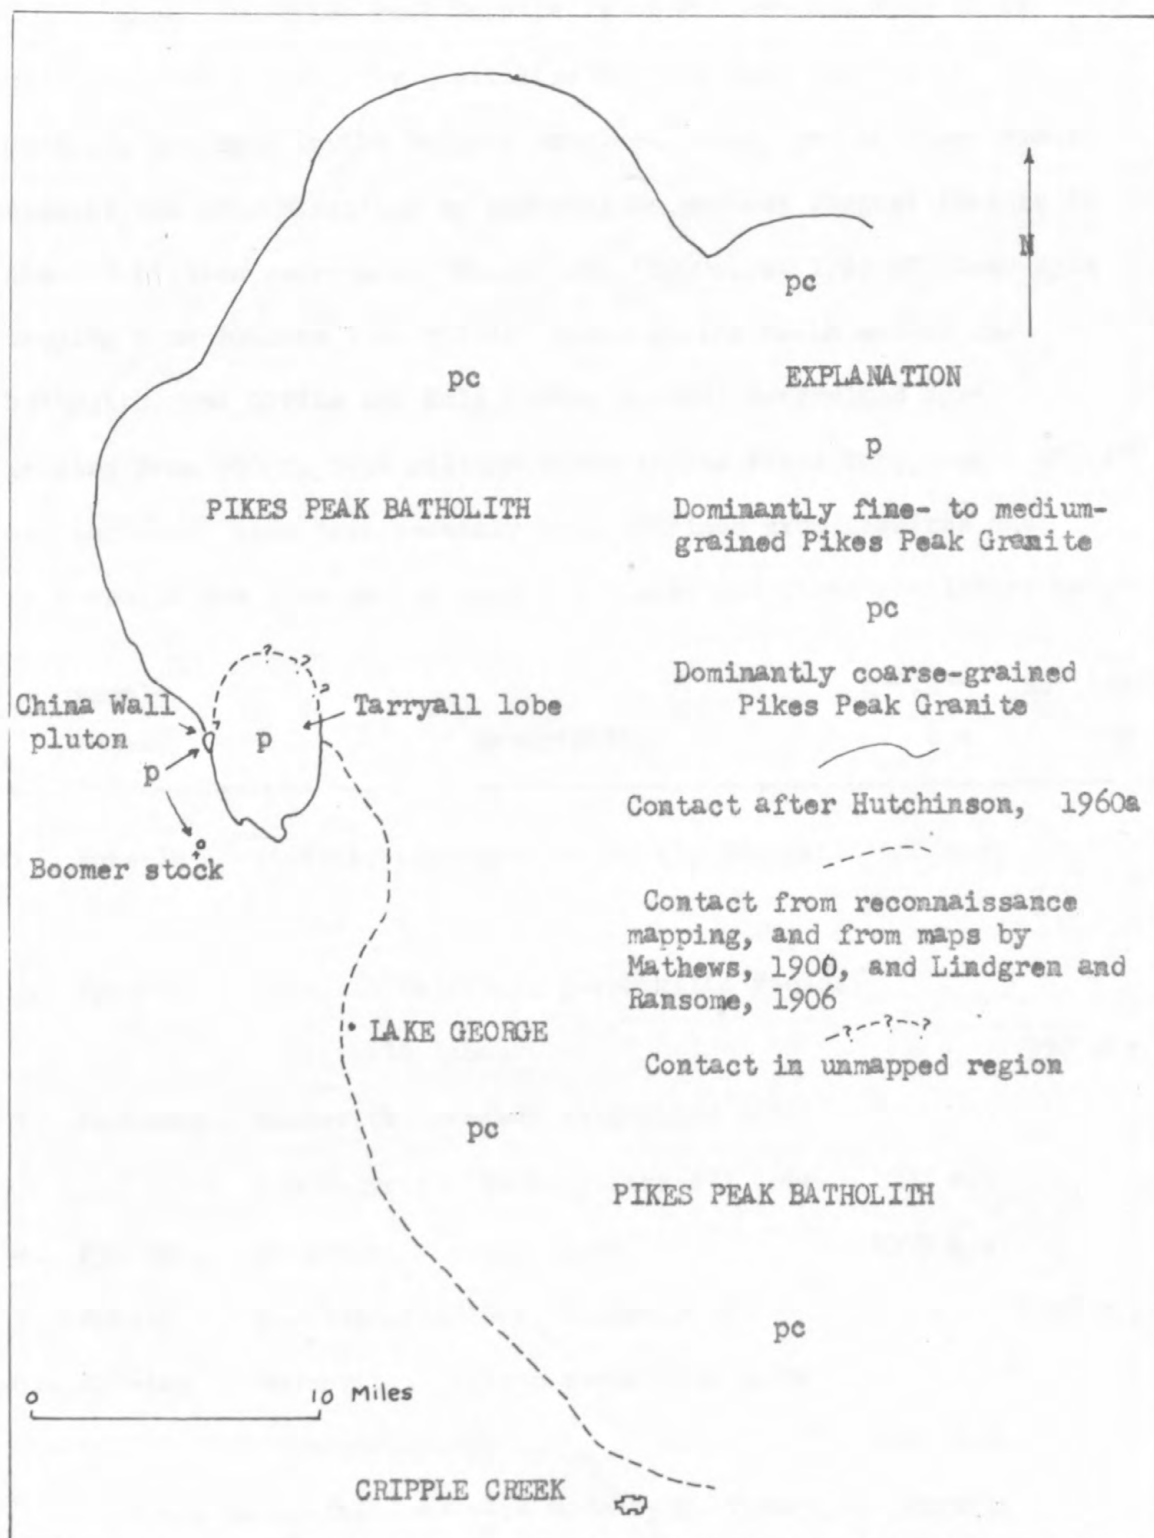 N
pc
pc
EXPLANATION
p
PIKES PEAK BATHOLITH
Dominantly fine- to medium-
grained Pikes Peak Granite
pc
Dominantly coarse-grained
Pikes Peak Granite
China Wall
pluton
Tarryall lobe
p
p
Contact after Hutchinson, 1960a
Boomer stock
Contact from reconnaissance
mapping, and from maps by
Mathews, 1900, and Lindgren and
Ransome, 1906
? ? ?
LAKE GEORGE
? ? ?
Contact in unmapped region
pc
PIKES PEAK BATHOLITH
pc
0 10 Miles
CRIPPLE CREEK